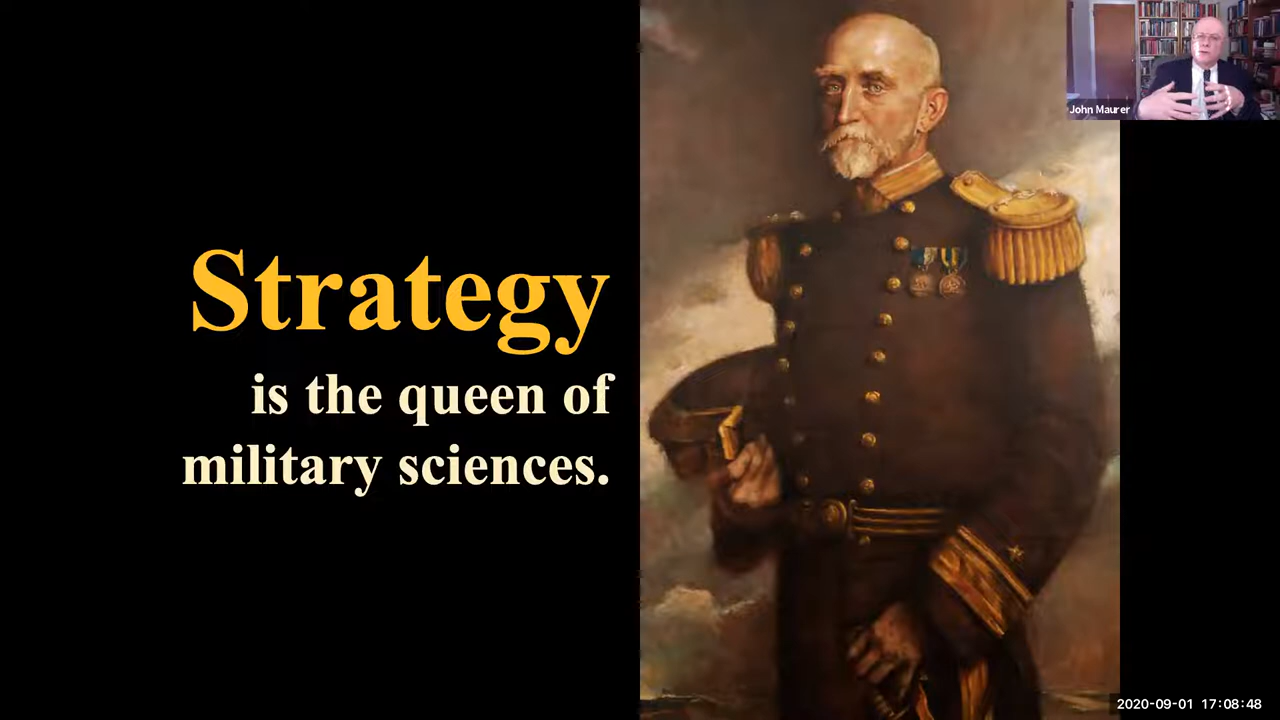 Strategy
is the queen of
military sciences.
John Maurer
2020-09-01 17:08:48